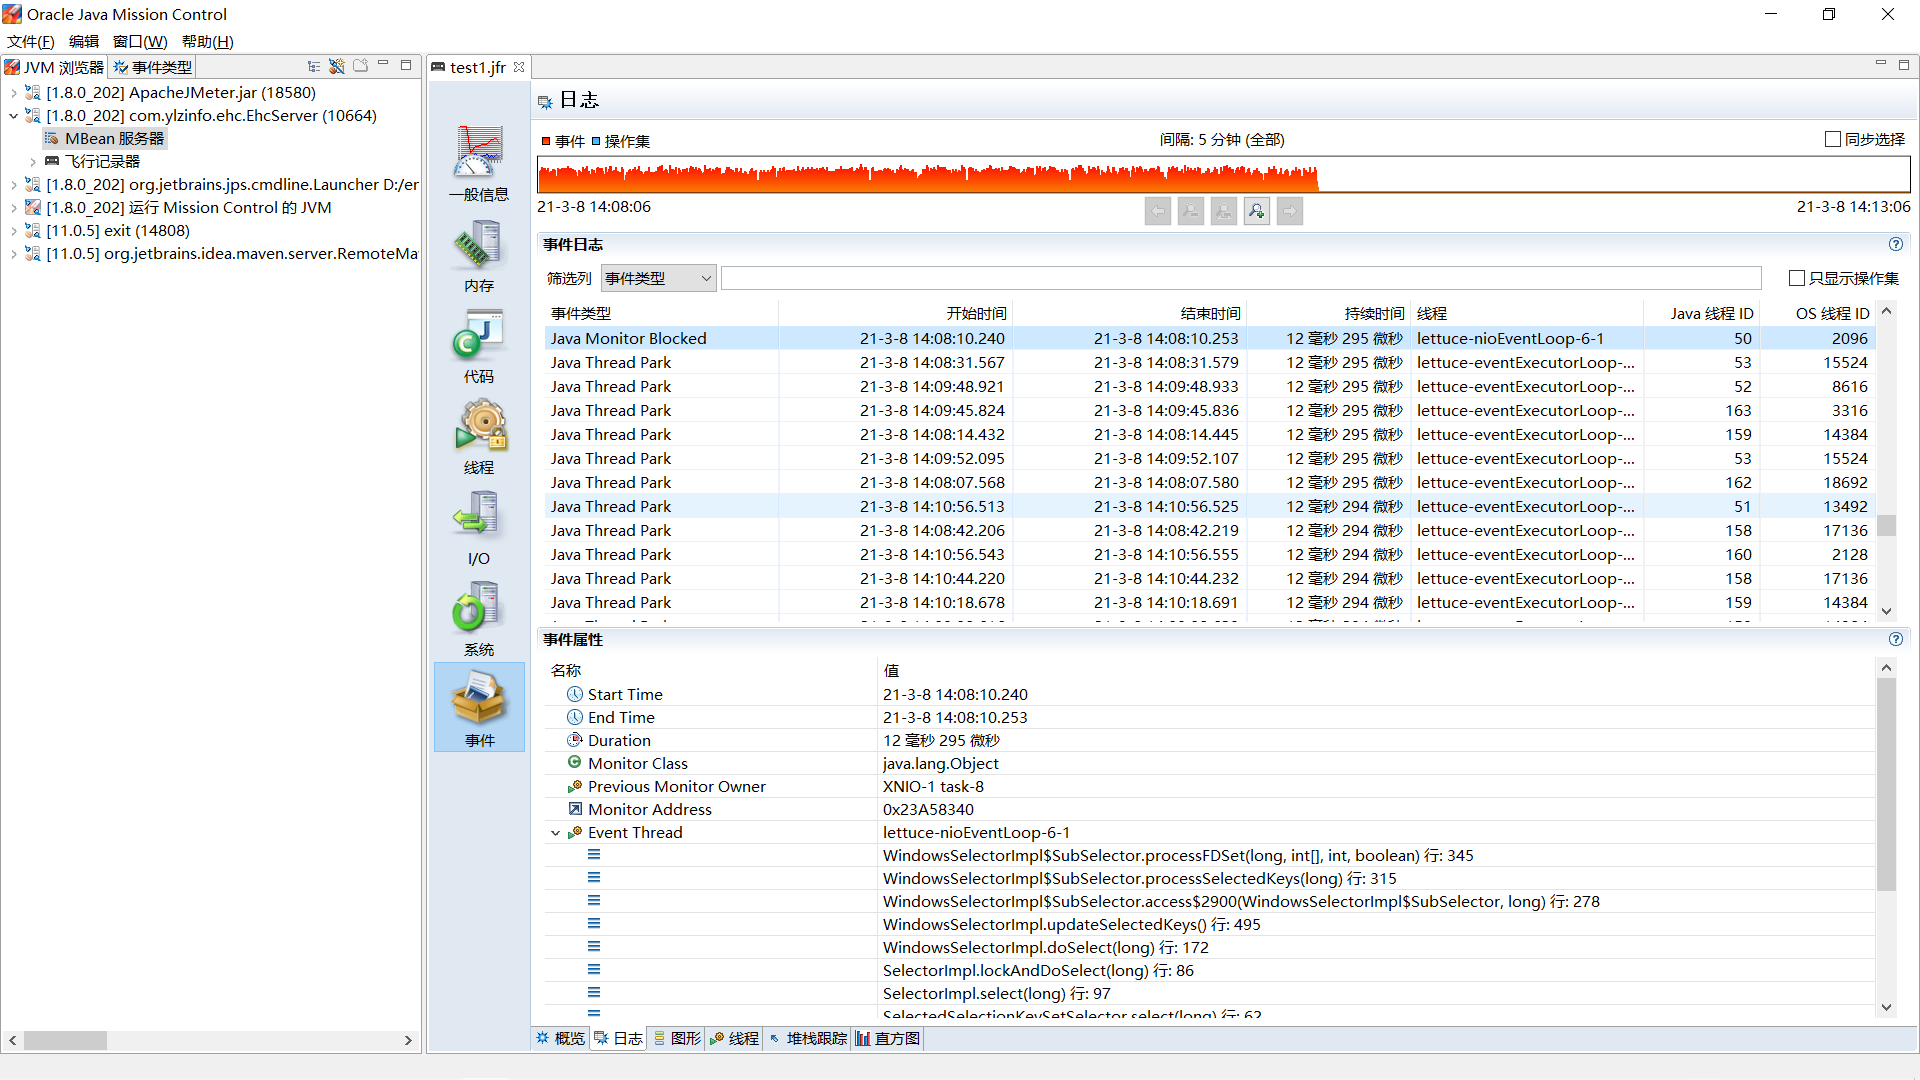 Oracle Java Mission Control
文件(F) 编辑 窗口(W) 帮助(H)
JVM 浏览器 事件类型
[1.8.0_202] ApacheJMeter.jar (18580)
[1.8.0_202] com.ylzinfo.ehc.EhcServer (10664)
MBean 服务器
飞行记录器
[1.8.0_202] org.jetbrains.jps.cmdline.Launcher D:/er
[1.8.0_202] 运行 Mission Control 的 JVM
[11.0.5] exit (14808)
[11.0.5] org.jetbrains.idea.maven.server.RemoteMa
test1.jfr
一般信息
内存
代码
线程
I/O
系统
事件
日志
事件 操作集 间隔: 5 分钟 (全部) 同步选择
21-3-8 14:08:06 21-3-8 14:13:06
事件日志
筛选列 事件类型 只显示操作集
事件类型 开始时间 结束时间 持续时间 线程 Java 线程 ID OS 线程 ID
Java Monitor Blocked 21-3-8 14:08:10.240 21-3-8 14:08:10.253 12 毫秒 295 微秒 lettuce-nioEventLoop-6-1 50 2096
Java Thread Park 21-3-8 14:08:31.567 21-3-8 14:08:31.579 12 毫秒 295 微秒 lettuce-eventExecutorLoop-... 53 15524
Java Thread Park 21-3-8 14:09:48.921 21-3-8 14:09:48.933 12 毫秒 295 微秒 lettuce-eventExecutorLoop-... 52 8616
Java Thread Park 21-3-8 14:09:45.824 21-3-8 14:09:45.836 12 毫秒 295 微秒 lettuce-eventExecutorLoop-... 163 3316
Java Thread Park 21-3-8 14:08:14.432 21-3-8 14:08:14.445 12 毫秒 295 微秒 lettuce-eventExecutorLoop-... 159 14384
Java Thread Park 21-3-8 14:09:52.095 21-3-8 14:09:52.107 12 毫秒 295 微秒 lettuce-eventExecutorLoop-... 53 15524
Java Thread Park 21-3-8 14:08:07.568 21-3-8 14:08:07.580 12 毫秒 295 微秒 lettuce-eventExecutorLoop-... 162 18692
Java Thread Park 21-3-8 14:10:56.513 21-3-8 14:10:56.525 12 毫秒 294 微秒 lettuce-eventExecutorLoop-... 51 13492
Java Thread Park 21-3-8 14:08:42.206 21-3-8 14:08:42.219 12 毫秒 294 微秒 lettuce-eventExecutorLoop-... 158 17136
Java Thread Park 21-3-8 14:10:56.543 21-3-8 14:10:56.555 12 毫秒 294 微秒 lettuce-eventExecutorLoop-... 160 2128
Java Thread Park 21-3-8 14:10:44.220 21-3-8 14:10:44.232 12 毫秒 294 微秒 lettuce-eventExecutorLoop-... 158 17136
Java Thread Park 21-3-8 14:10:18.678 21-3-8 14:10:18.691 12 毫秒 294 微秒 lettuce-eventExecutorLoop-... 159 14384
事件属性
名称 值
Start Time 21-3-8 14:08:10.240
End Time 21-3-8 14:08:10.253
Duration 12 毫秒 295 微秒
Monitor Class java.lang.Object
Previous Monitor Owner XNIO-1 task-8
Monitor Address 0x23A58340
Event Thread lettuce-nioEventLoop-6-1
WindowsSelectorImpl$SubSelector.processFDSet(long, int[], int, boolean) 行: 345
WindowsSelectorImpl$SubSelector.processSelectedKeys(long) 行: 315
WindowsSelectorImpl$SubSelector.access$2900(WindowsSelectorImpl$SubSelector, long) 行: 278
WindowsSelectorImpl.updateSelectedKeys() 行: 495
WindowsSelectorImpl.doSelect(long) 行: 172
SelectorImpl.lockAndDoSelect(long) 行: 86
SelectorImpl.select(long) 行: 97
SelectedSelectionKeySetSelector.select(long) 行: 62
概览 日志 图形 线程 堆栈跟踪 直方图